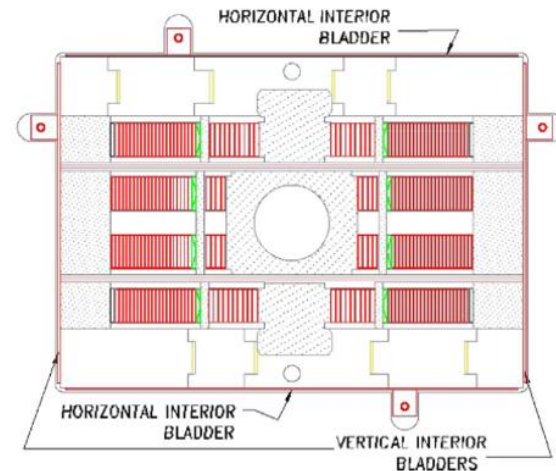 HORIZONTAL INTERIOR
BLADDER
HORIZONTAL INTERIOR
BLADDER
VERTICAL INTERIOR
BLADDERS